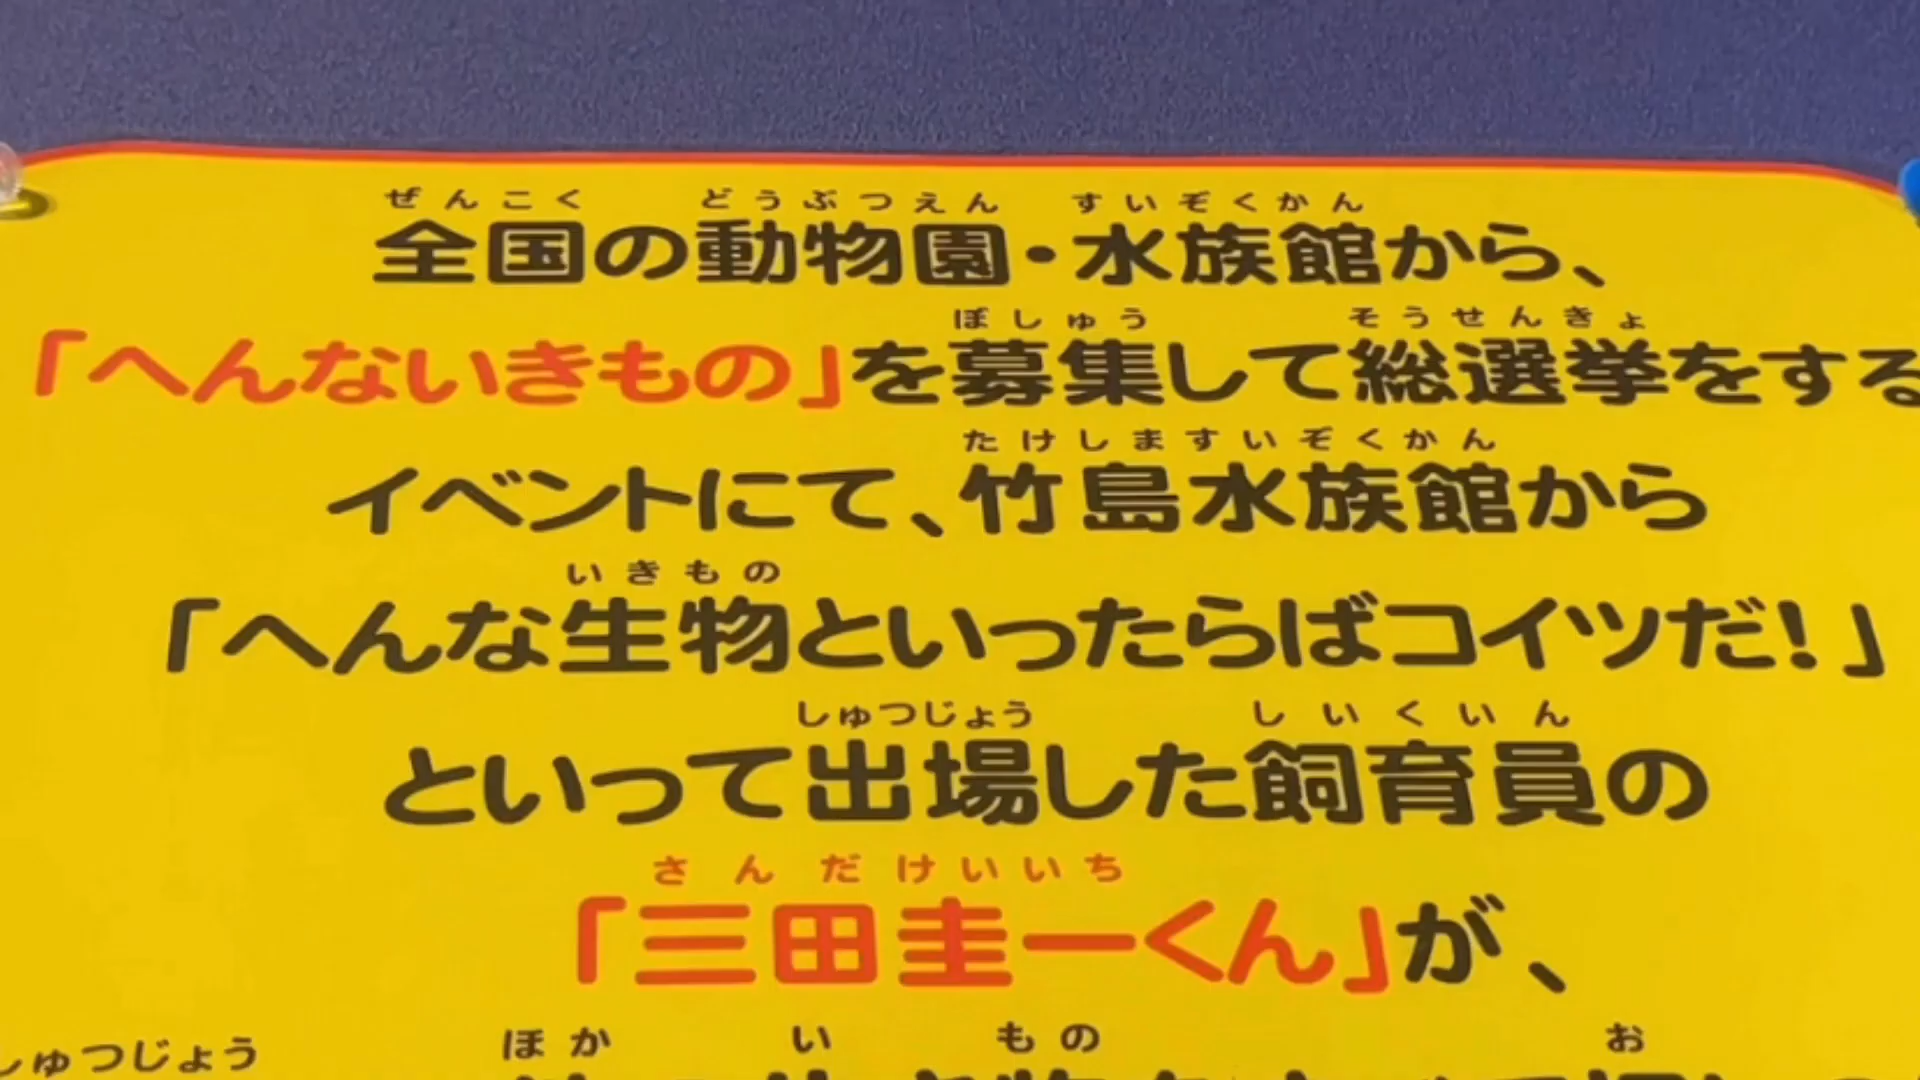 ぜんこく どうぶつえん すいぞくかん
全国の動物園・水族館から、
ぼしゅう そうせんきょ
「へんないきもの」を募集して総選挙をする
たけしますいぞくかん
イベントにて、竹島水族館から
いきもの
「へんな生物といったらばコイツだ！」
しゅつじょう しいくいん
といって出場した飼育員の
さんだけいいち
「三田圭一くん」が、
しゅつじょう ほか い もの お